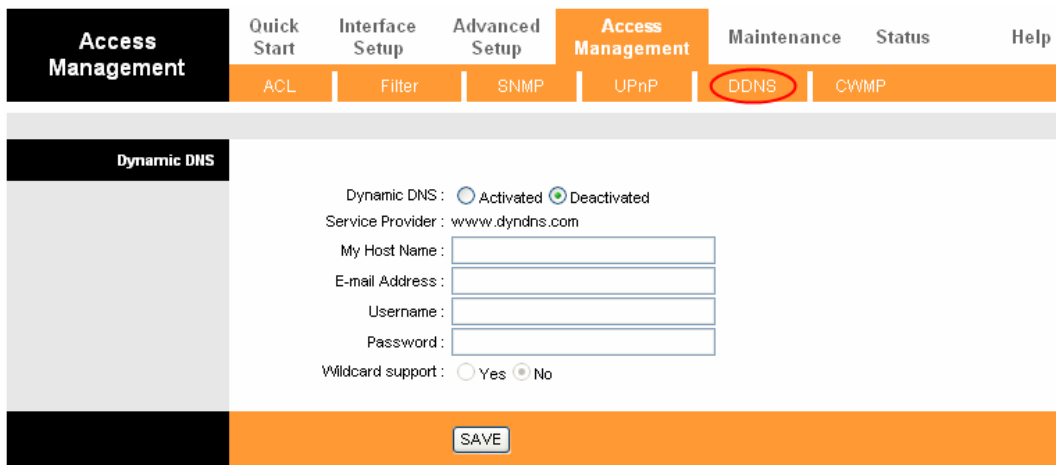 Access Management
Quick Start
Interface Setup
Advanced Setup
Access Management
Maintenance
Status
Help
ACL
Filter
SNMP
UPnP
DDNS
CWMP
Dynamic DNS
Dynamic DNS : Activated Deactivated
Service Provider : www.dyndns.com
My Host Name :
E-mail Address :
Username :
Password :
Wildcard support : Yes No
SAVE